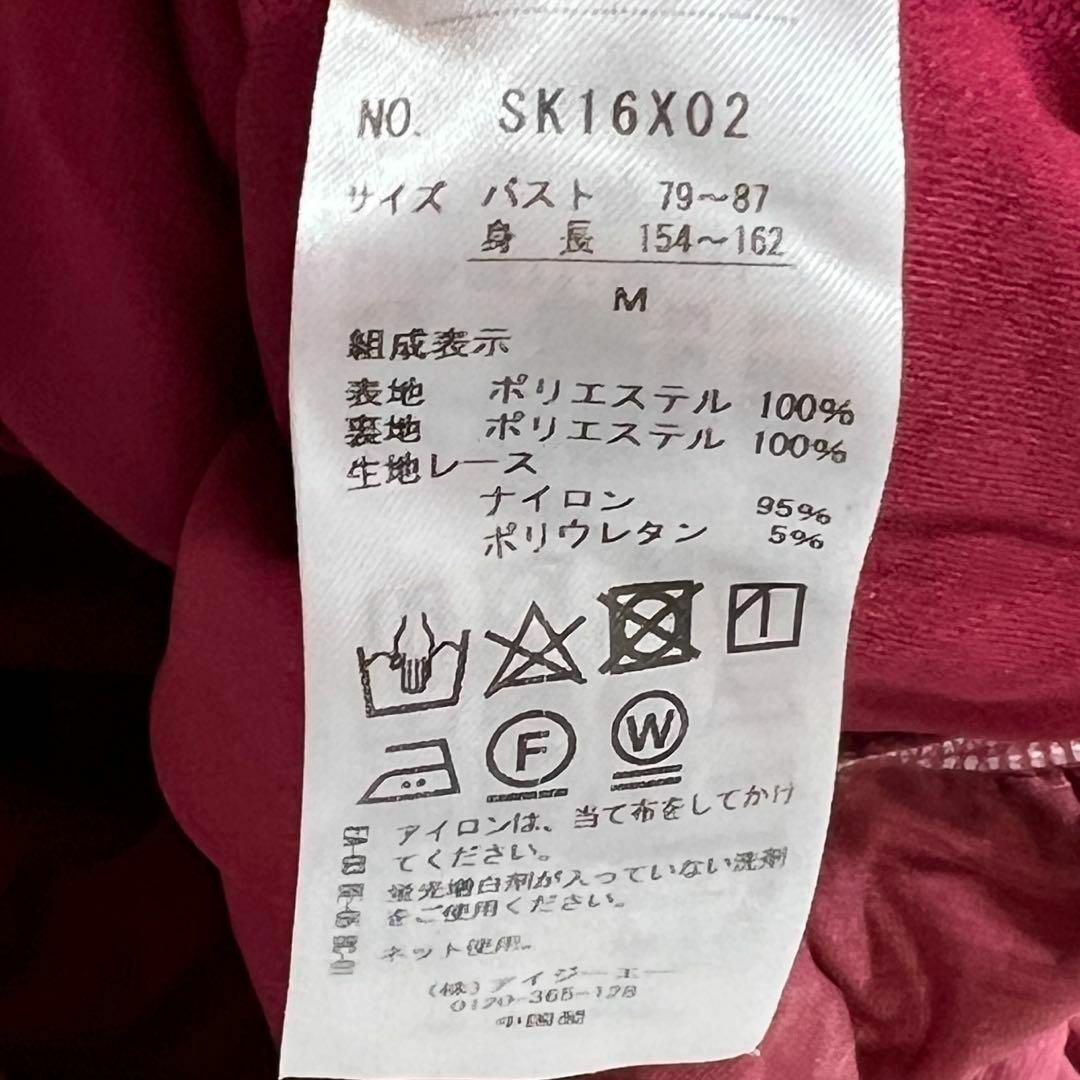 NO. SK16X02
サイズ バスト 79～87
身 長 154～162
M
組成表示
表地 ポリエステル 100%
裏地 ポリエステル 100%
生地レース
ナイロン 95%
ポリウレタン 5%
F W
アイロンは、当て布をしてかけ
てください。
蛍光増白剤が入っていない洗剤
をご使用ください。
ネット使用。
(株)アイジーエー
0120-365-128
中国製